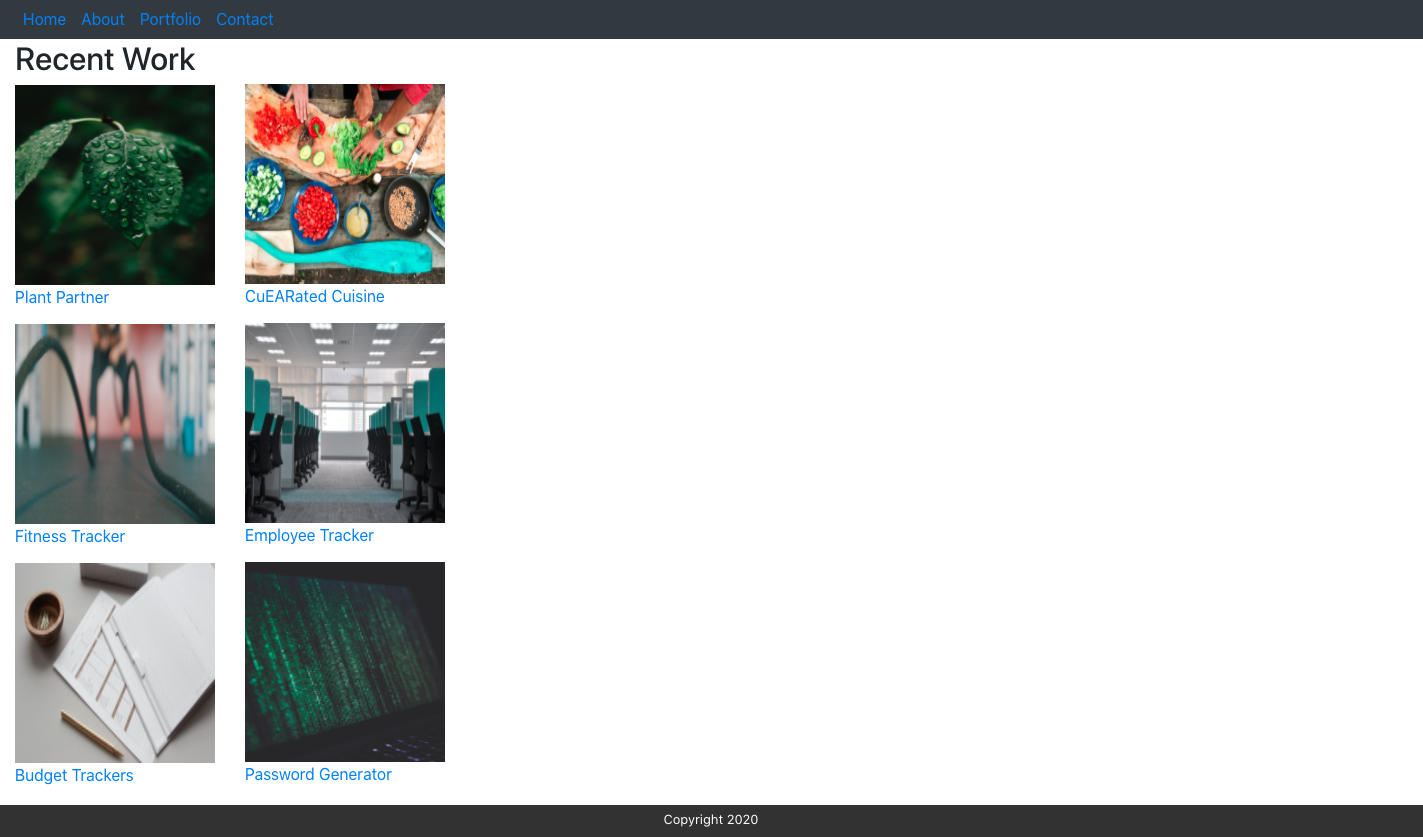 Home About Portfolio Contact
Recent Work
Plant Partner
CuEARated Cuisine
Fitness Tracker
Employee Tracker
Budget Trackers
Password Generator
Copyright 2020